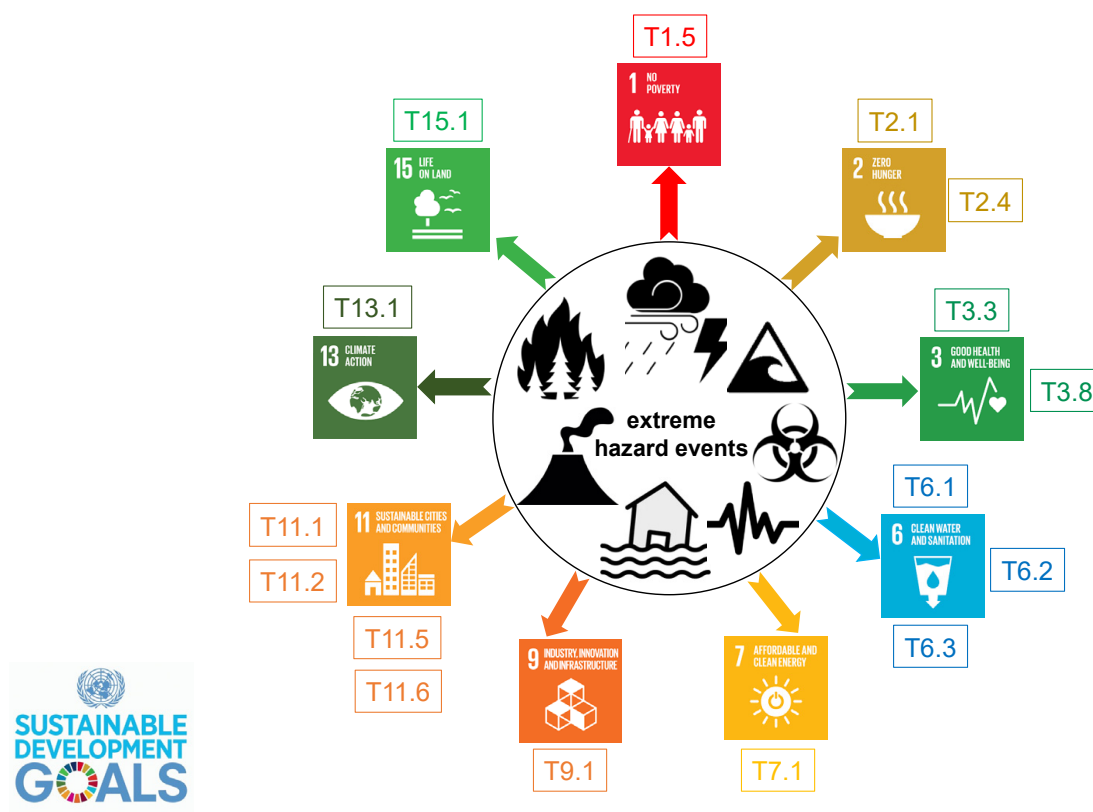 T1.5
1 NO
POVERTY
T2.1
2 ZERO
HUNGER
T2.4
T3.3
3 GOOD HEALTH
AND WELL-BEING
T3.8
T6.1
6 CLEAN WATER
AND SANITATION
T6.2
T6.3
7 AFFORDABLE AND
CLEAN ENERGY
T7.1
9 INDUSTRY, INNOVATION
AND INFRASTRUCTURE
T9.1
T11.1
T11.2
11 SUSTAINABLE CITIES
AND COMMUNITIES
T11.5
T11.6
T13.1
13 CLIMATE
ACTION
T15.1
15 LIFE
ON LAND
extreme
hazard events
SUSTAINABLE
DEVELOPMENT
GOALS